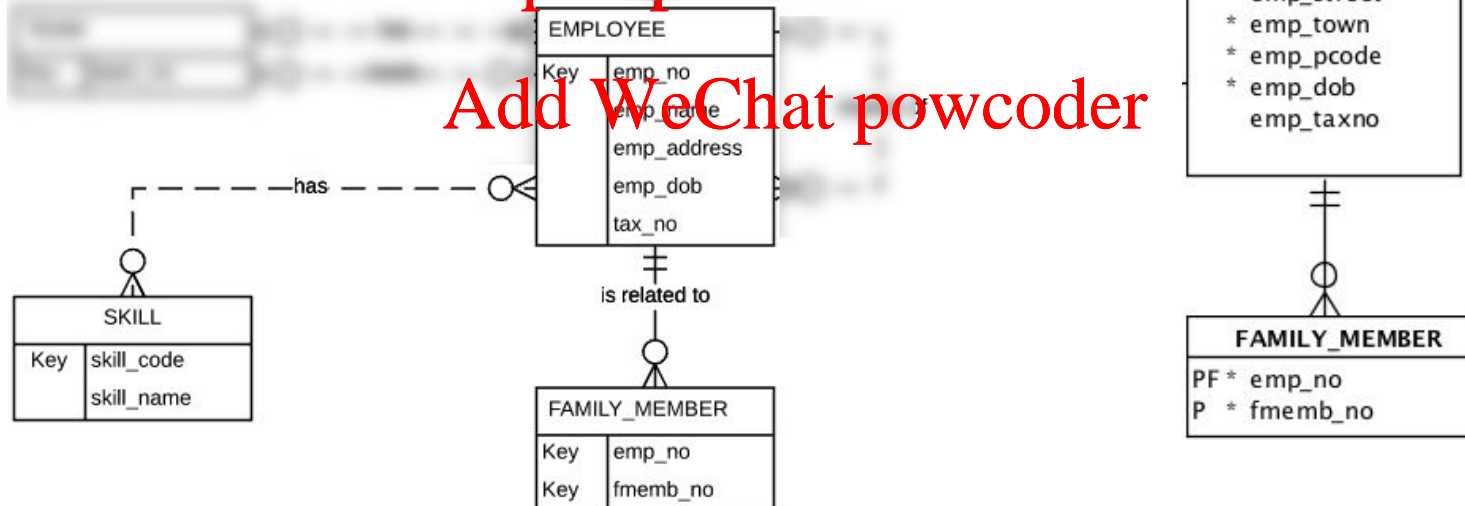 EMPLOYEE
Key emp_no
emp_name
emp_address
emp_dob
tax_no
Add WeChat powcoder
has
is related to
SKILL
Key skill_code
skill_name
FAMILY_MEMBER
Key emp_no
Key fmemb_no
* emp_town
* emp_pcode
* emp_dob
emp_taxno
FAMILY_MEMBER
PF * emp_no
P * fmemb_no